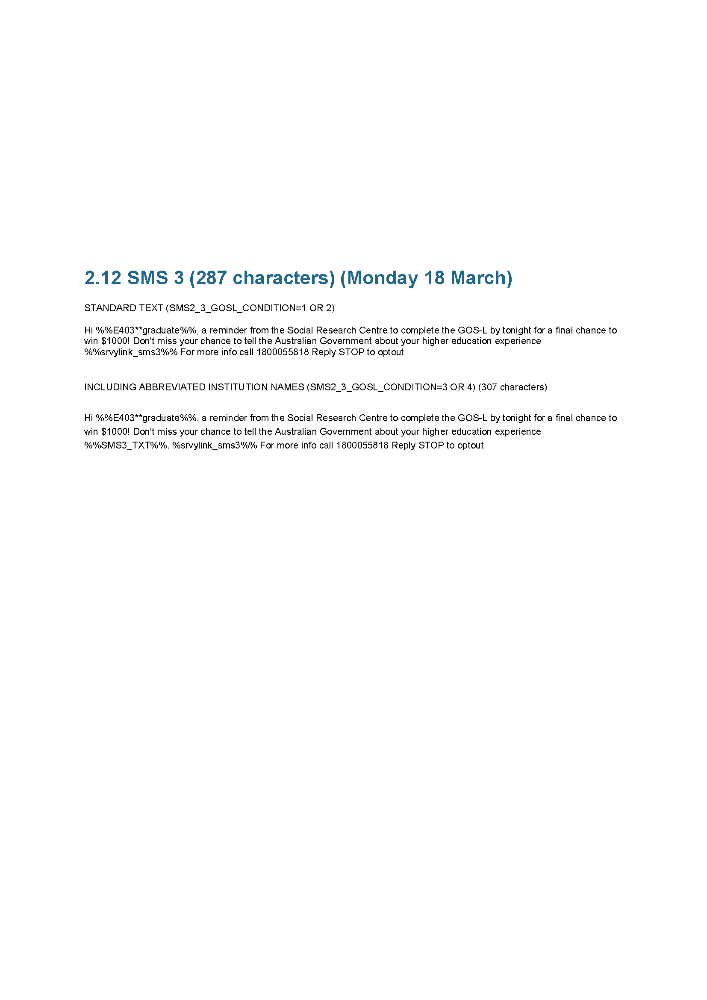 2.12 SMS 3 (287 characters) (Monday 18 March)
STANDARD TEXT (SMS2_3_GOSL_CONDITION=1 OR 2)
Hi %%E403**graduate%%, a reminder from the Social Research Centre to complete the GOS-L by tonight for a final chance to
win $1000! Don't miss your chance to tell the Australian Government about your higher education experience
%%srvylink_sms3%% For more info call 1800055818 Reply STOP to optout
INCLUDING ABBREVIATED INSTITUTION NAMES (SMS2_3_GOSL_CONDITION=3 OR 4) (307 characters)
Hi %%E403**graduate%%, a reminder from the Social Research Centre to complete the GOS-L by tonight for a final chance to
win $1000! Don't miss your chance to tell the Australian Government about your higher education experience
%%SMS3_TXT%%. %srvylink_sms3%% For more info call 1800055818 Reply STOP to optout